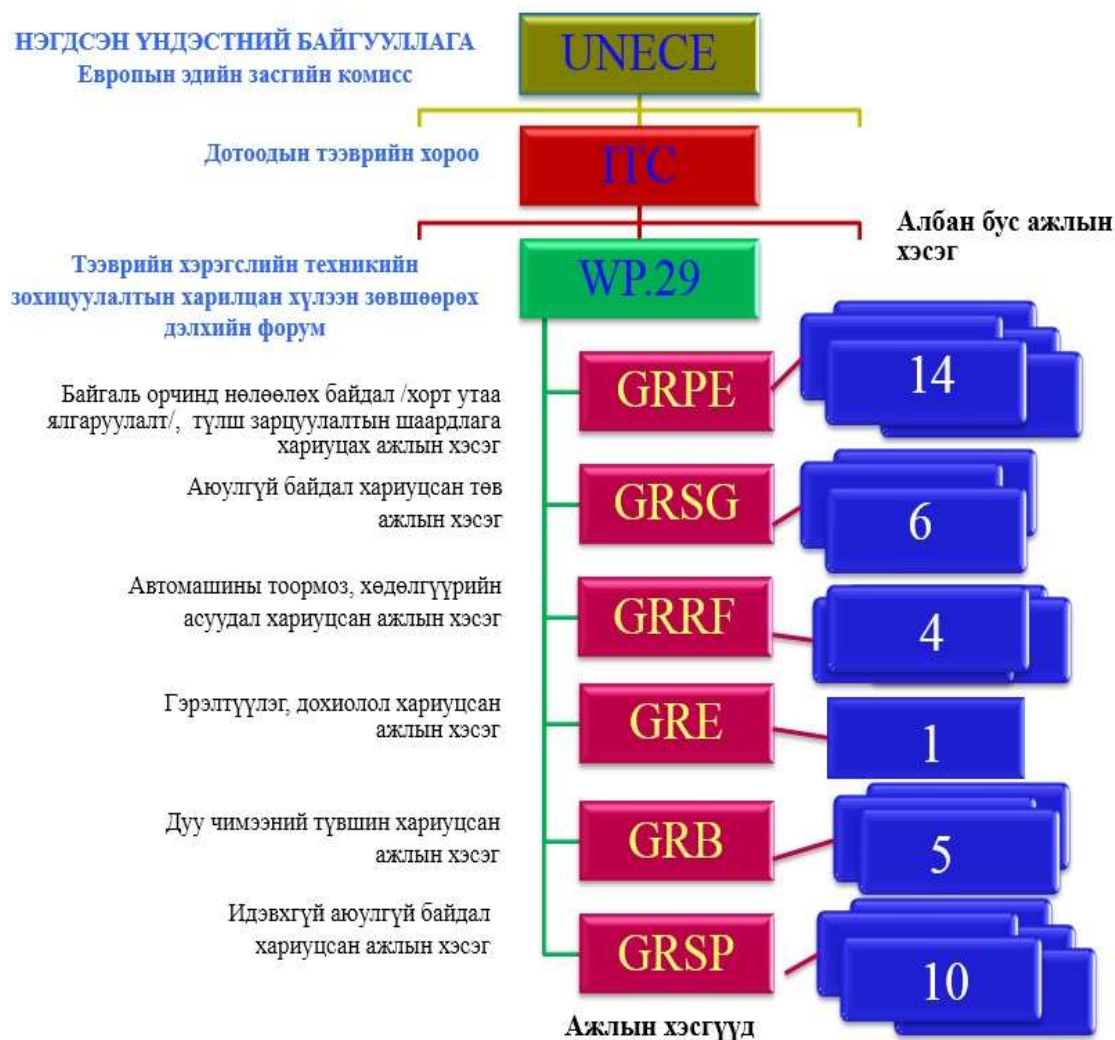 НЭГДСЭН ҮНДЭСТНИЙ БАЙГУУЛЛАГА
Европын эдийн засгийн комисс
UNECE
Дотоодын тээврийн хороо
ITC
Албан бус ажлын
хэсэг
Тээврийн хэрэгслийн техникийн
зохицуулалтын харилцан хүлээн зөвшөөрөх
дэлхийн форум
WP.29
Байгаль орчинд нөлөөлөх байдал /хорт утаа
ялгаруулалт/, түлш зарцуулалтын шаардлага
хариуцах ажлын хэсэг
GRPE
14
Аюулгүй байдал хариуцсан төв
ажлын хэсэг
GRSG
6
Автомашины тоормоз, хөдөлгүүрийн
асуудал хариуцсан ажлын хэсэг
GRRF
4
Гэрэлтүүлэг, дохиолол хариуцсан
ажлын хэсэг
GRE
1
Дуу чимээний түвшин хариуцсан
ажлын хэсэг
GRB
5
Идэвхгүй аюулгүй байдал
хариуцсан ажлын хэсэг
GRSP
10
Ажлын хэсгүүд